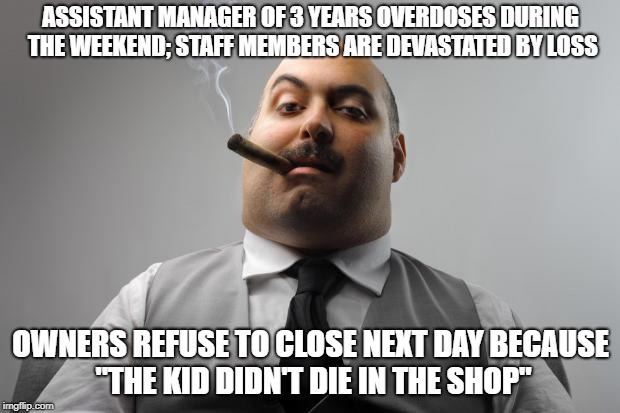 ASSISTANT MANAGER OF 3 YEARS OVERDOSES DURING
THE WEEKEND; STAFF MEMBERS ARE DEVASTATED BY LOSS
OWNERS REFUSE TO CLOSE NEXT DAY BECAUSE
"THE KID DIDN'T DIE IN THE SHOP"
imgflip.com